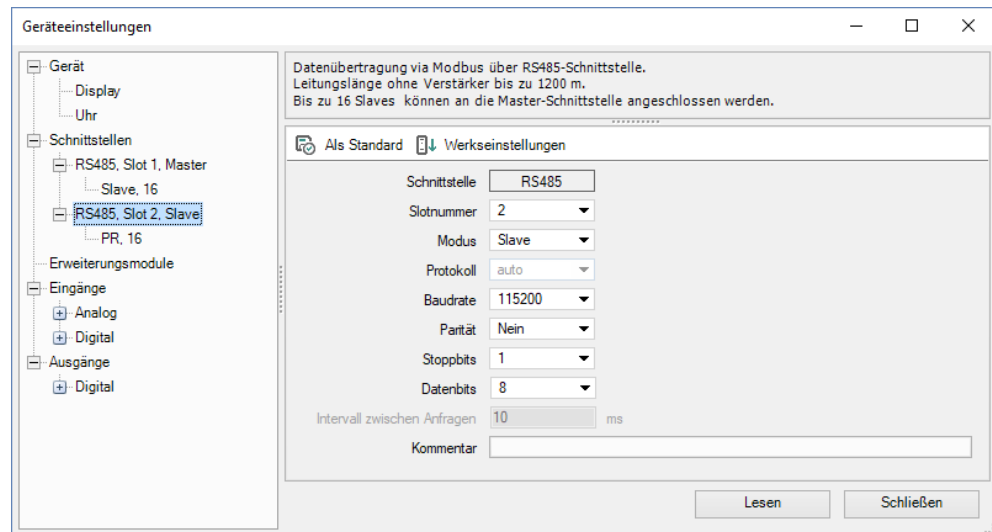 Geräteeinstellungen
Gerät
Display
Uhr
Schnittstellen
RS485, Slot 1, Master
Slave, 16
RS485, Slot 2, Slave
PR, 16
Erweiterungsmodule
Eingänge
Analog
Digital
Ausgänge
Digital
Datenübertragung via Modbus über RS485-Schnittstelle.
Leitungslänge ohne Verstärker bis zu 1200 m.
Bis zu 16 Slaves können an die Master-Schnittstelle angeschlossen werden.
Als Standard Werkseinstellungen
Schnittstelle RS485
Slotnummer 2
Modus Slave
Protokoll auto
Baudrate 115200
Parität Nein
Stoppbits 1
Datenbits 8
Intervall zwischen Anfragen 10 ms
Kommentar
Lesen Schließen